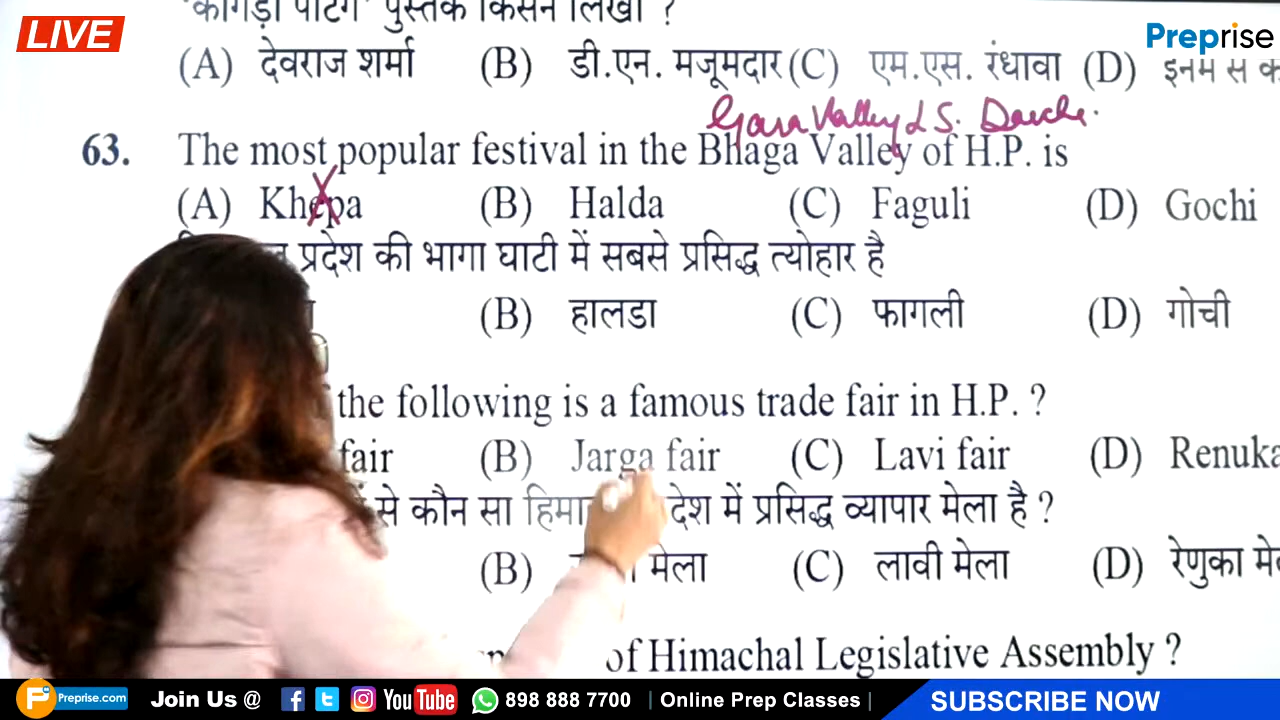 LIVE
Preprise
कांगड़ा पेंटिंग पुस्तक किसने लिखी ?
(A) देवराज शर्मा (B) डी.एन. मजूमदार (C) एम.एस. रंधावा (D)
63. The most popular festival in the Bhaga Valley of H.P. is
(A) Khepa (B) Halda (C) Faguli (D) Gochi
प्रदेश की भागा घाटी में सबसे प्रसिद्ध त्योहार है
(B) हालडा (C) फागली (D) गोची
the following is a famous trade fair in H.P. ?
fair (B) Jarga fair (C) Lavi fair (D) Renuka
से कौन सा प्रदेश में प्रसिद्ध व्यापार मेला है ?
(B) मेला (C) लावी मेला (D) रेणुका
of Himachal Legislative Assembly ?
Preprise.com Join Us @ YouTube 898 888 7700 | Online Prep Classes | SUBSCRIBE NOW